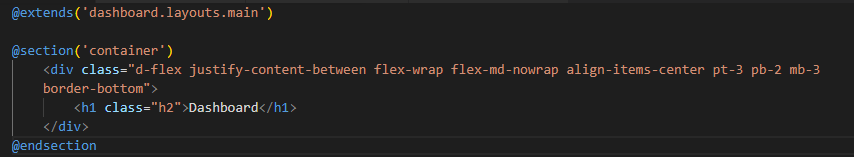 @extends('dashboard.layouts.main')
@section('container')
<div class="d-flex justify-content-between flex-wrap flex-md-nowrap align-items-center pt-3 pb-2 mb-3
border-bottom">
<h1 class="h2">Dashboard</h1>
</div>
@endsection